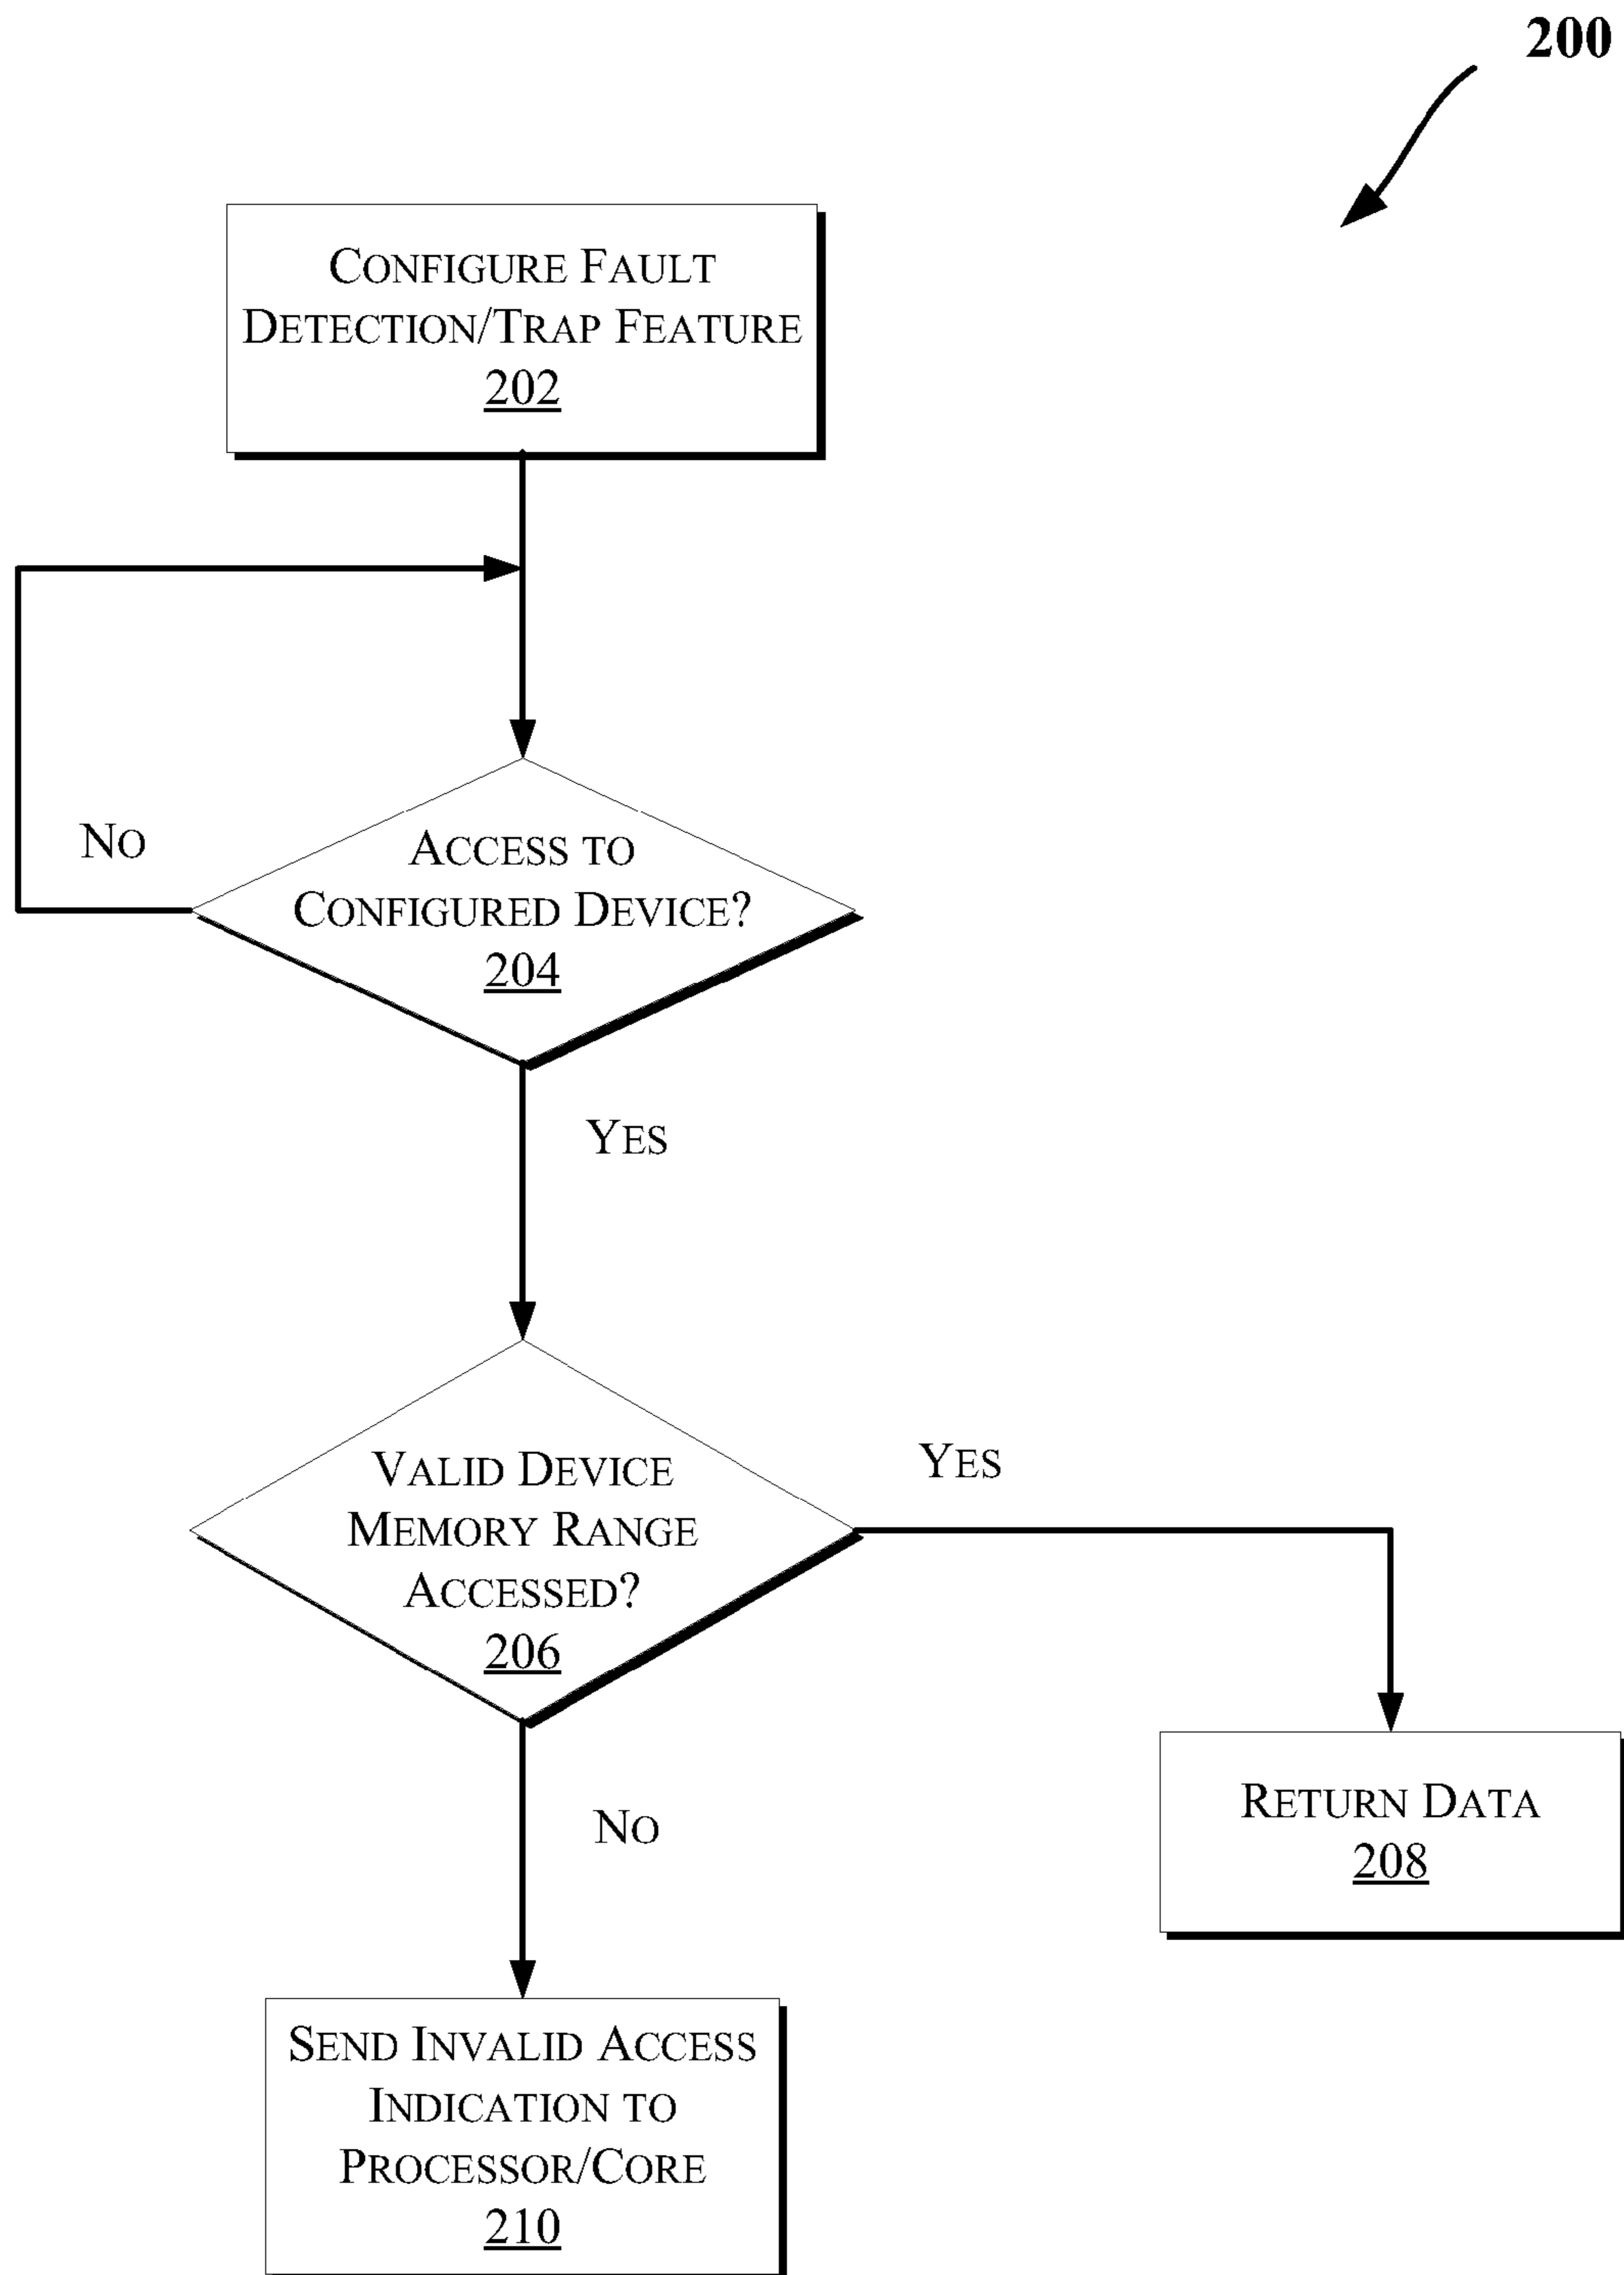 200
CONFIGURE FAULT
DETECTION/TRAP FEATURE
202
NO
ACCESS TO
CONFIGURED DEVICE?
204
YES
VALID DEVICE
MEMORY RANGE
ACCESSED?
206
YES
NO
RETURN DATA
208
SEND INVALID ACCESS
INDICATION TO
PROCESSOR/CORE
210